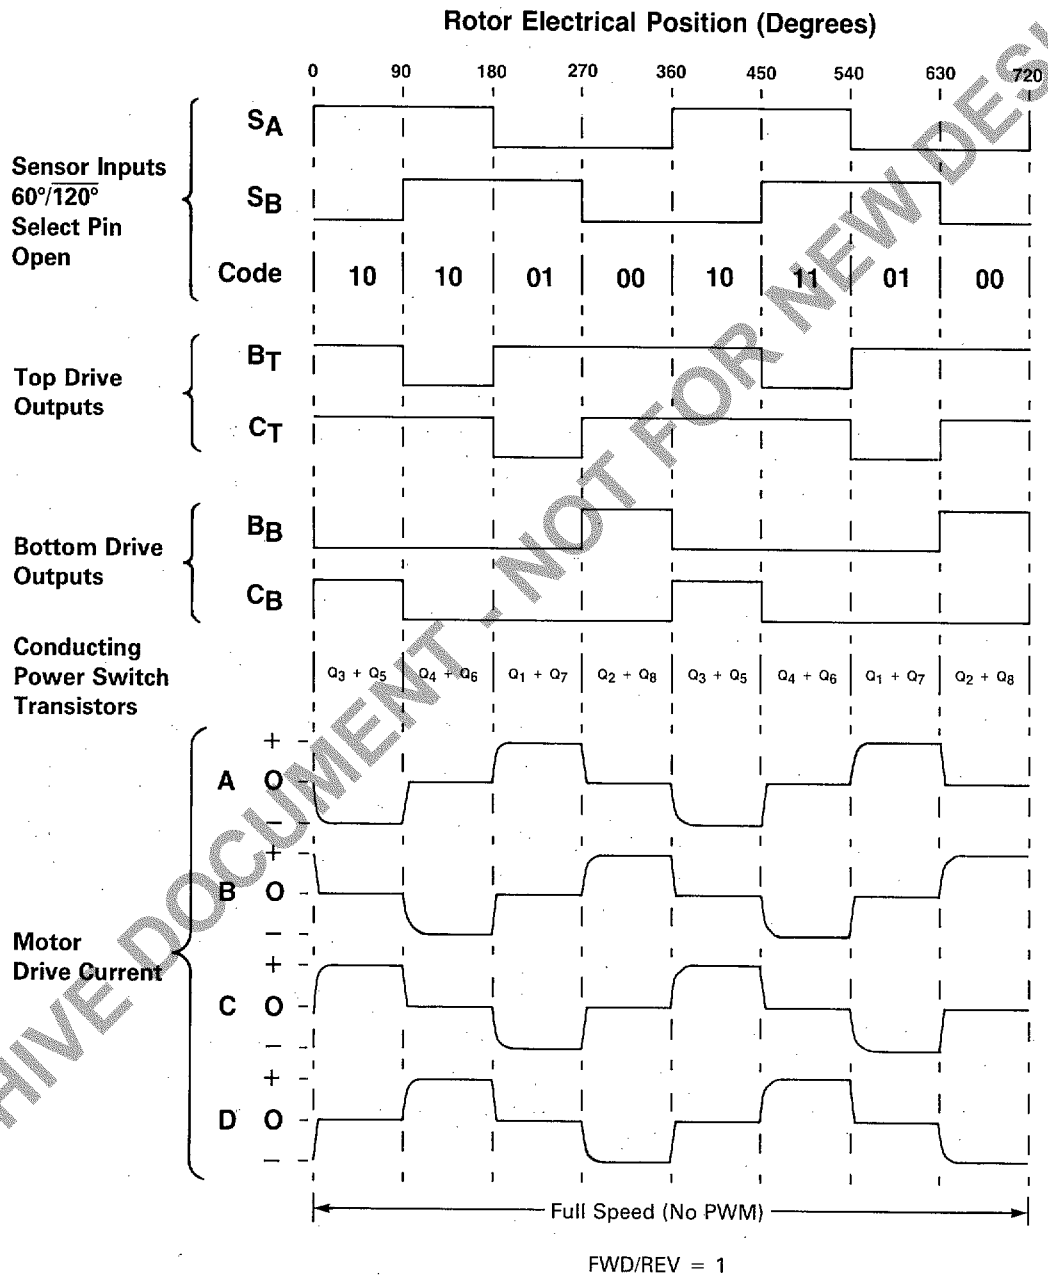 Rotor Electrical Position (Degrees)
0 90 180 270 360 450 540 630 720
Sensor Inputs
60°/120°
Select Pin
Open
SA
SB
Code 10 10 01 00 10 11 01 00
Top Drive
Outputs
BT
CT
Bottom Drive
Outputs
BB
CB
Conducting
Power Switch
Transistors
Q3 + Q5 Q4 + Q6 Q1 + Q7 Q2 + Q8 Q3 + Q5 Q4 + Q6 Q1 + Q7 Q2 + Q8
Motor
Drive Current
+
A O
−
+
B O
−
+
C O
−
+
D O
−
Full Speed (No PWM)
FWD/REV = 1
HIVE DOCUMENT - NOT FOR NEW DESI